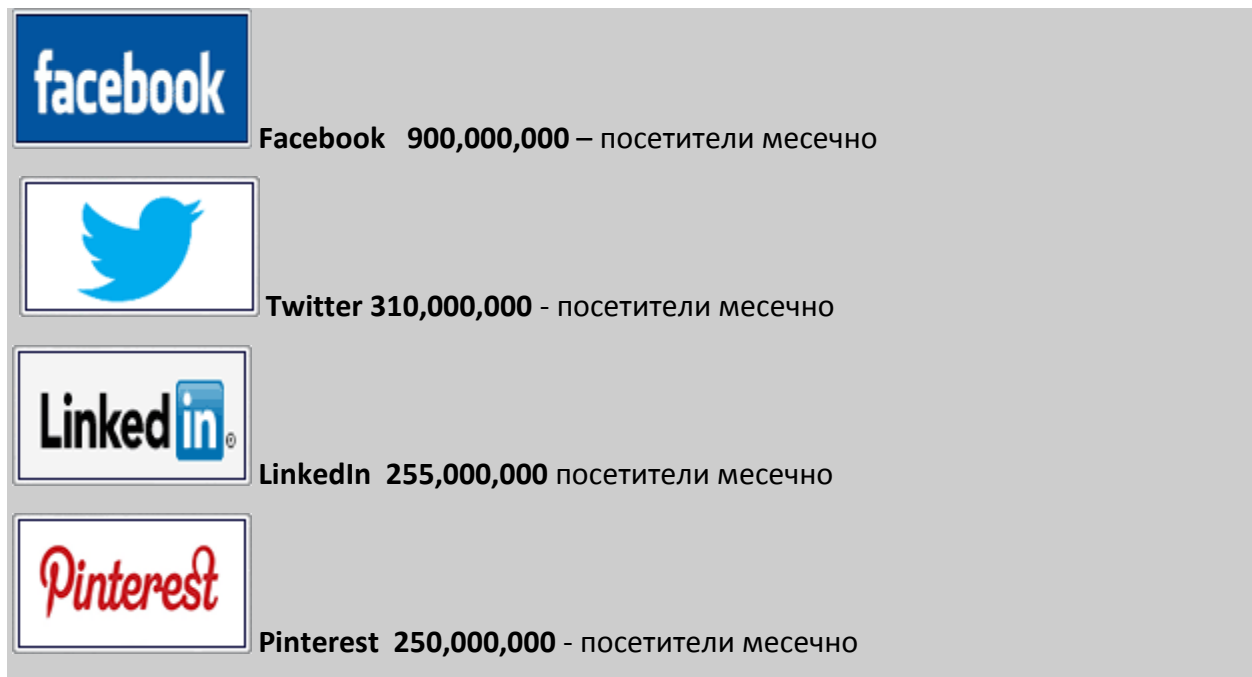 facebook
Facebook 900,000,000 – посетители месечно
Twitter 310,000,000 - посетители месечно
Linked in
LinkedIn 255,000,000 посетители месечно
Pinterest
Pinterest 250,000,000 - посетители месечно